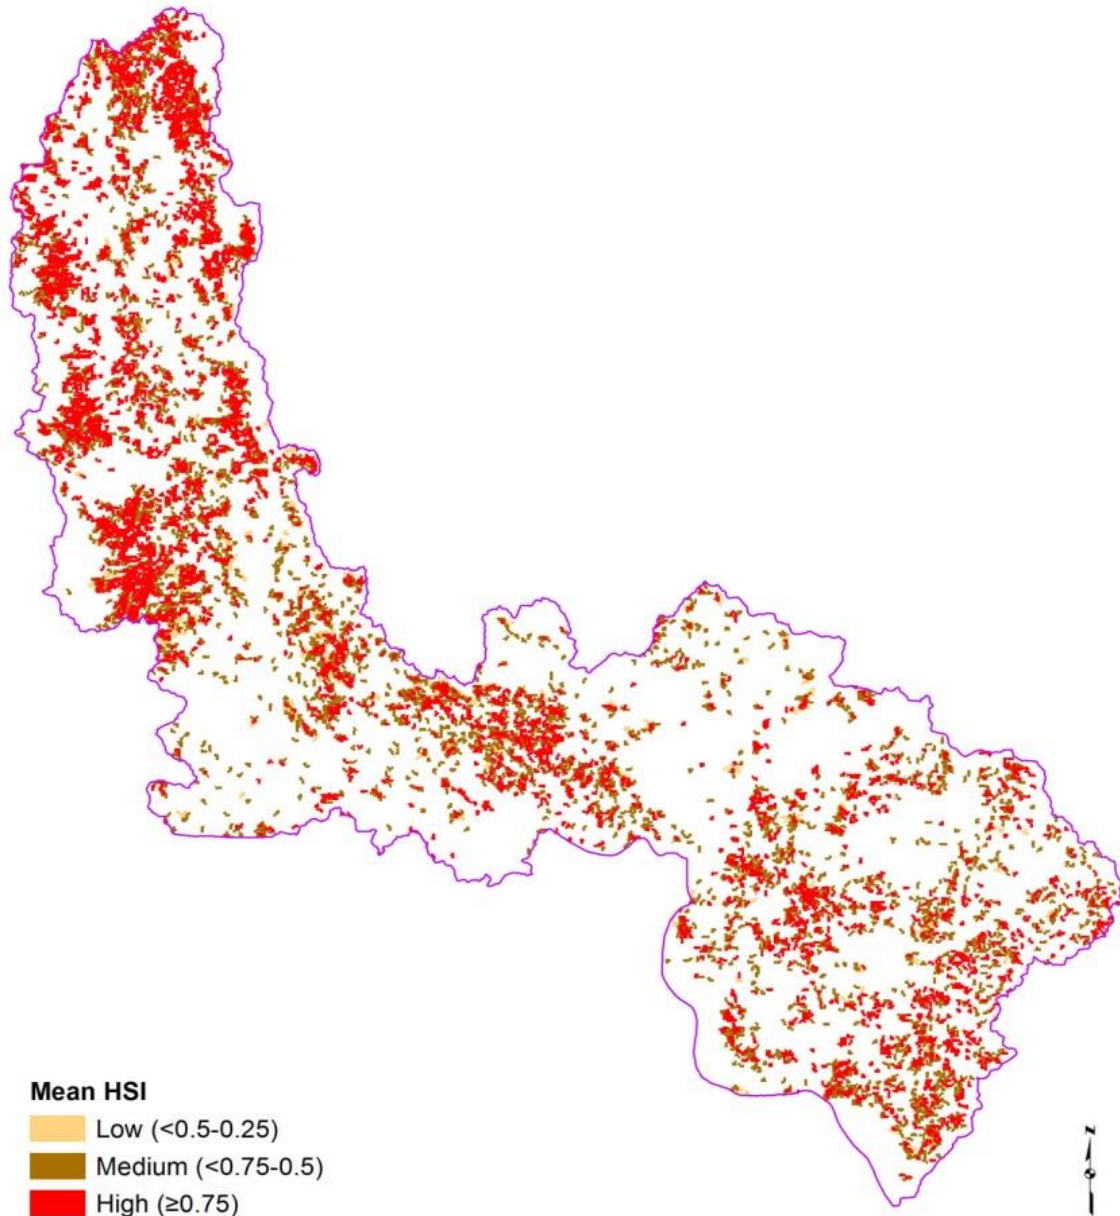 Mean HSI
Low (<0.5-0.25)
Medium (<0.75-0.5)
High (≥0.75)
N